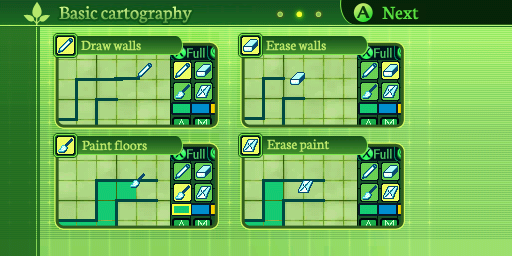 Basic cartography
A Next
Draw walls
X Full
A M
Erase walls
X Full
A M
Paint floors
X Full
A M
Erase paint
X Full
A M